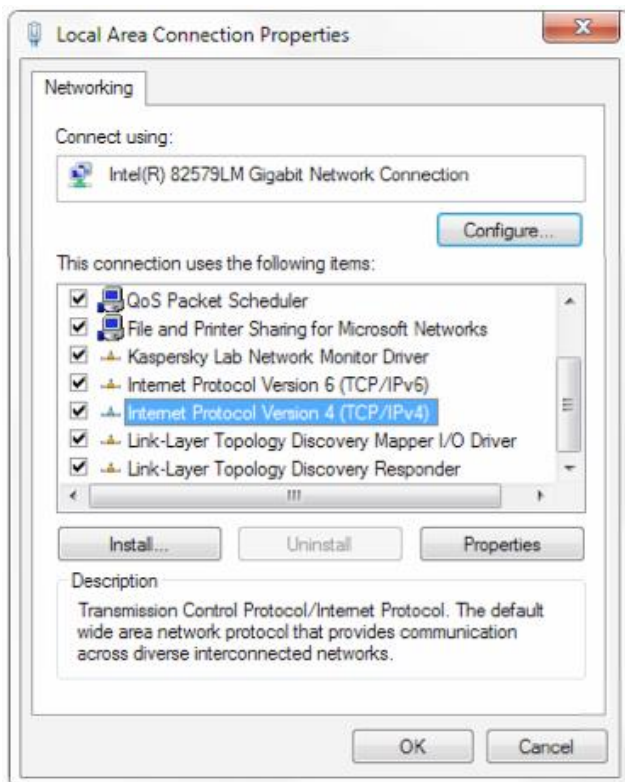 Local Area Connection Properties
Networking
Connect using:
Intel(R) 82579LM Gigabit Network Connection
Configure...
This connection uses the following items:
QoS Packet Scheduler
File and Printer Sharing for Microsoft Networks
Kaspersky Lab Network Monitor Driver
Internet Protocol Version 6 (TCP/IPv6)
Internet Protocol Version 4 (TCP/IPv4)
Link-Layer Topology Discovery Mapper I/O Driver
Link-Layer Topology Discovery Responder
Install... Uninstall Properties
Description
Transmission Control Protocol/Internet Protocol. The default
wide area network protocol that provides communication
across diverse interconnected networks.
OK Cancel